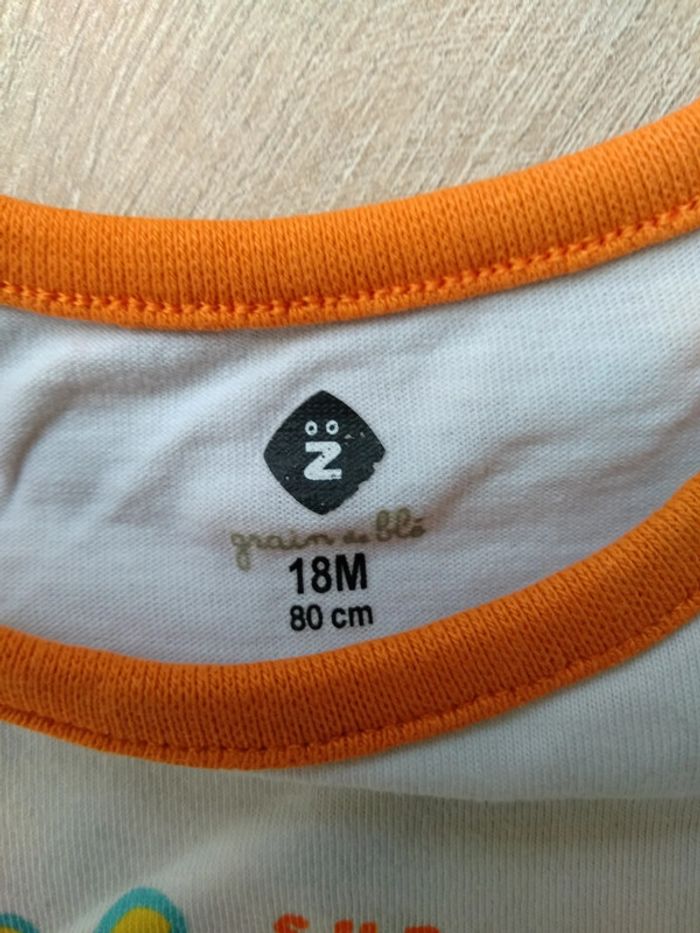 Z
grain de blé
18M
80 cm